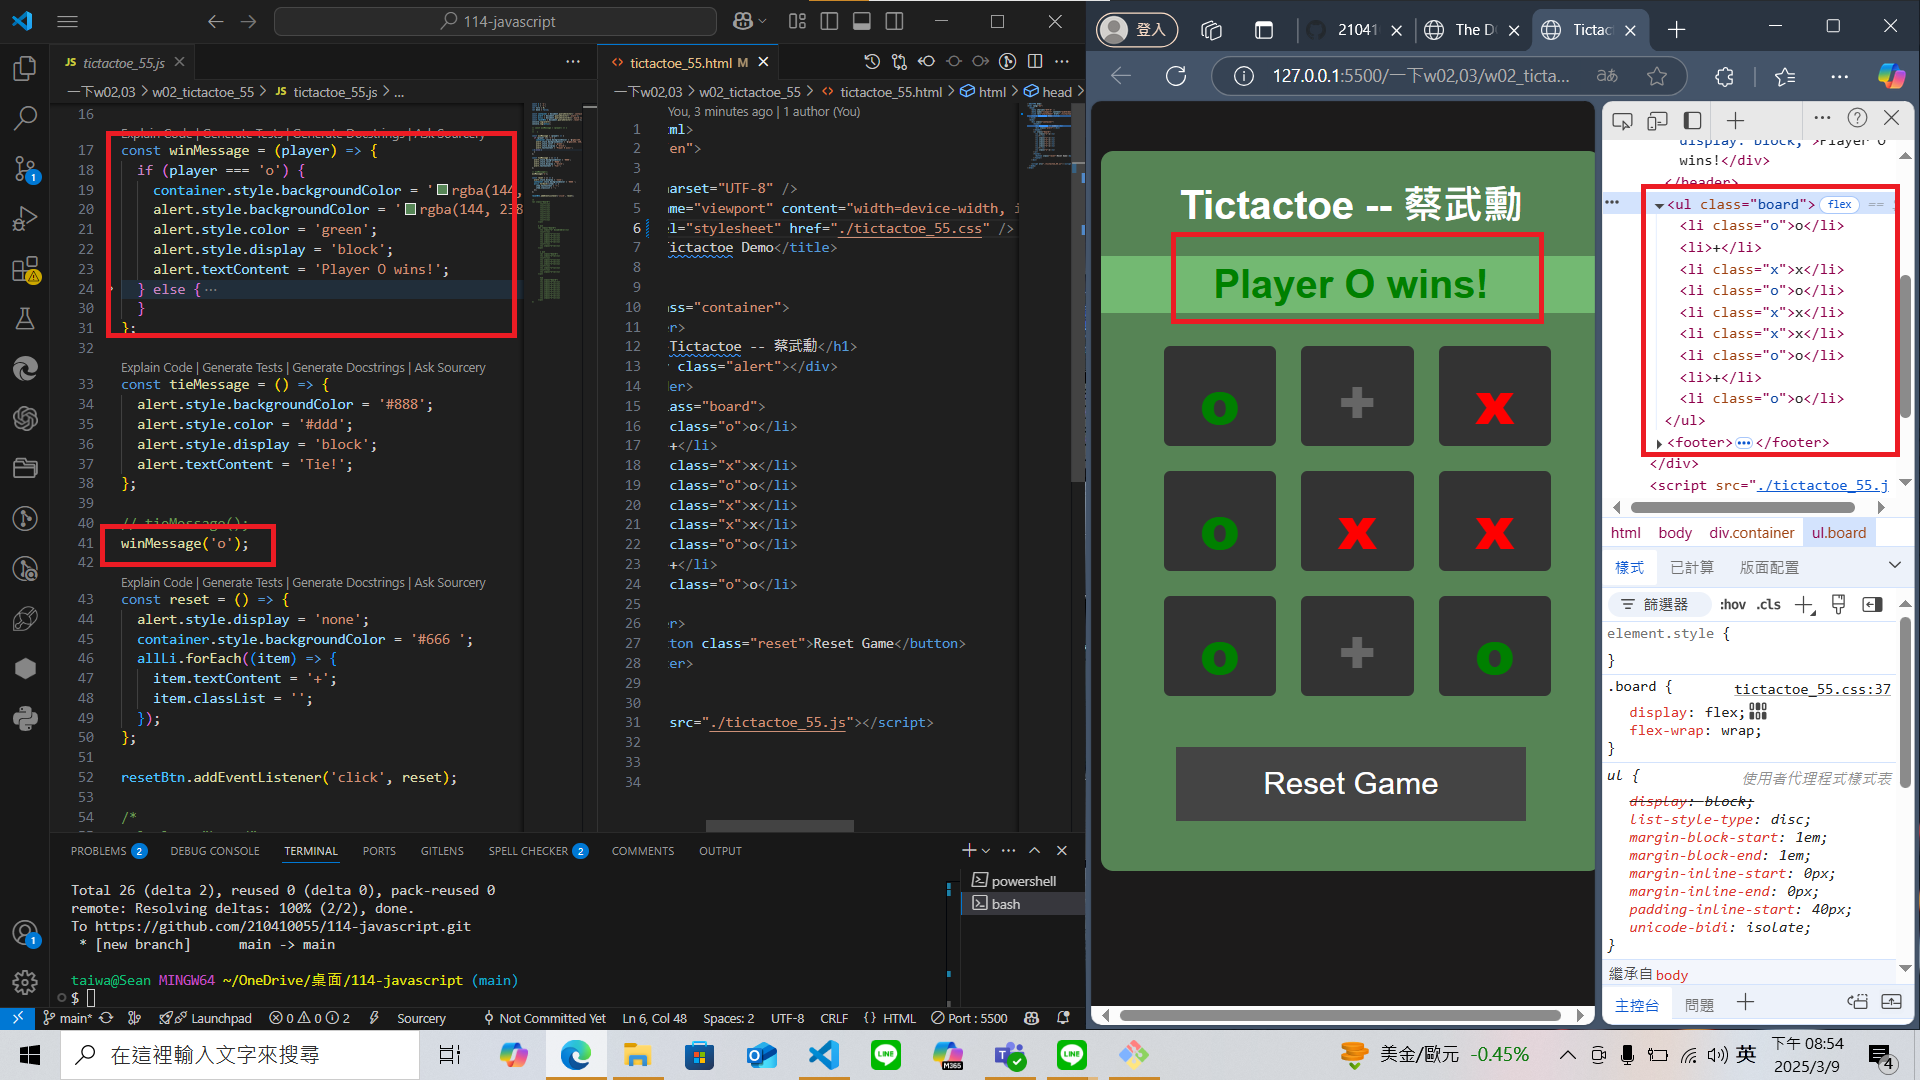 114-javascript
登入
2104
The D
Tictac
JS tictactoe_55.js
tictactoe_55.html M
127.0.0.1:5500/一下w02,03/w02_ticta...
一下w02,03 > w02_tictactoe_55 > JS tictactoe_55.js > ...
一下w02,03 > w02_tictactoe_55 > tictactoe_55.html > html > head
16
Explain Code | Generate Tests | Generate Docstrings | Ask Sourcery
17 const winMessage = (player) => {
18 if (player === 'o') {
19 container.style.backgroundColor = 'rgba(144,
20 alert.style.backgroundColor = 'rgba(144, 238
21 alert.style.color = 'green';
22 alert.style.display = 'block';
23 alert.textContent = 'Player O wins!';
24 } else {...
30 }
31 };
32
Explain Code | Generate Tests | Generate Docstrings | Ask Sourcery
33 const tieMessage = () => {
34 alert.style.backgroundColor = '#888';
35 alert.style.color = '#ddd';
36 alert.style.display = 'block';
37 alert.textContent = 'Tie!';
38 };
39
40 // tieMessage();
41 winMessage('o');
42
Explain Code | Generate Tests | Generate Docstrings | Ask Sourcery
43 const reset = () => {
44 alert.style.display = 'none';
45 container.style.backgroundColor = '#666 ';
46 allLi.forEach((item) => {
47 item.textContent = '+';
48 item.classList = '';
49 });
50 };
51
52 resetBtn.addEventListener('click', reset);
53
54 /*
You, 3 minutes ago | 1 author (You)
1 ml>
2 en">
3
4 arset="UTF-8" />
5 me="viewport" content="width=device-width, i
6 el="stylesheet" href="./tictactoe_55.css" />
7 Tictactoe Demo</title>
8
9
10 ass="container">
11 r>
12 Tictactoe -- 蔡武勳</h1>
13 class="alert"></div>
14 der>
15 ass="board">
16 class="o">o</li>
17 +</li>
18 class="x">x</li>
19 class="o">o</li>
20 class="x">x</li>
21 class="x">x</li>
22 class="o">o</li>
23 +</li>
24 class="o">o</li>
25
26 er>
27 ton class="reset">Reset Game</button>
28 ter>
29
30
31 src="./tictactoe_55.js"></script>
32
33
34
PROBLEMS 2 DEBUG CONSOLE TERMINAL PORTS GITLENS SPELL CHECKER 2 COMMENTS OUTPUT
Total 26 (delta 2), reused 0 (delta 0), pack-reused 0
remote: Resolving deltas: 100% (2/2), done.
To https://github.com/210410055/114-javascript.git
* [new branch] main -> main
taiwa@Sean MINGW64 ~/OneDrive/桌面/114-javascript (main)
$
powershell
bash
main* Launchpad 0 0 2 Sourcery Not Committed Yet Ln 6, Col 48 Spaces: 2 UTF-8 CRLF {} HTML Port : 5500
Tictactoe -- 蔡武勳
Player O wins!
o + x
o x x
o + o
Reset Game
display: block;">Player O
wins!</div>
</header>
<ul class="board"> flex ==
<li class="o">o</li>
<li>+</li>
<li class="x">x</li>
<li class="o">o</li>
<li class="x">x</li>
<li class="x">x</li>
<li class="o">o</li>
<li>+</li>
<li class="o">o</li>
</ul>
<footer>...</footer>
</div>
<script src="./tictactoe_55.j
html body div.container ul.board
樣式 已計算 版面配置
篩選器 :hov .cls
element.style {
}
.board { tictactoe_55.css:37
display: flex;
flex-wrap: wrap;
}
ul { 使用者代理程式樣式表
display: block;
list-style-type: disc;
margin-block-start: 1em;
margin-block-end: 1em;
margin-inline-start: 0px;
margin-inline-end: 0px;
padding-inline-start: 40px;
unicode-bidi: isolate;
}
繼承自 body
主控台 問題
在這裡輸入文字來搜尋
美金/歐元 -0.45%
英
下午 08:54
2025/3/9
4